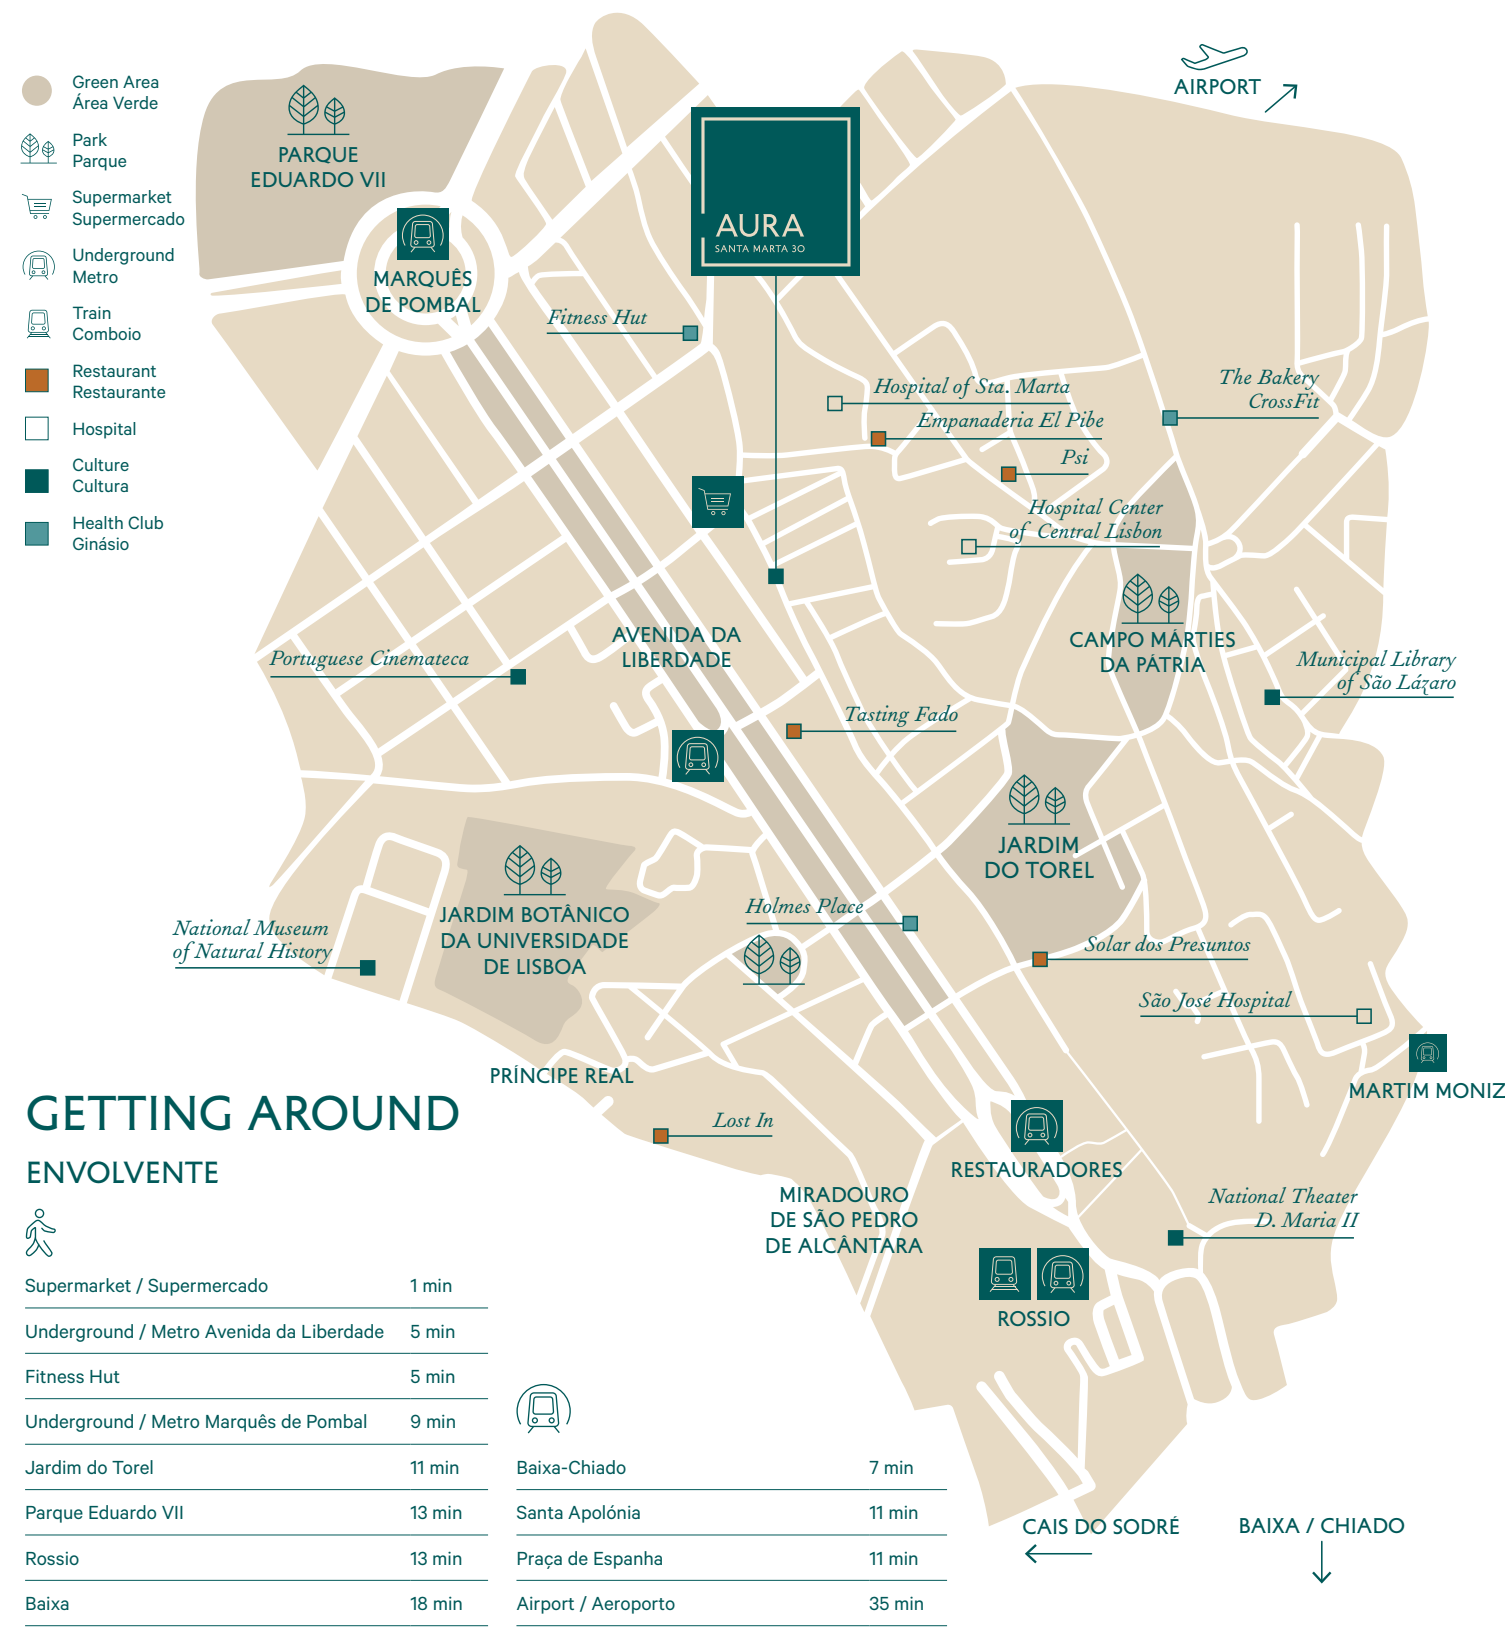 Green Area
Área Verde
Park
Parque
Supermarket
Supermercado
Underground
Metro
Train
Comboio
Restaurant
Restaurante
Hospital
Culture
Cultura
Health Club
Ginásio
PARQUE
EDUARDO VII
MARQUÊS
DE POMBAL
AIRPORT
AURA
SANTA MARTA 30
Fitness Hut
Hospital of Sta. Marta
Empanaderia El Pibe
Psi
The Bakery
CrossFit
Hospital Center
of Central Lisbon
AVENIDA DA
LIBERDADE
CAMPO MÁRTIES
DA PÁTRIA
Portuguese Cinemateca
Municipal Library
of São Lázaro
Tasting Fado
JARDIM
DO TOREL
JARDIM BOTÂNICO
DA UNIVERSIDADE
DE LISBOA
Holmes Place
National Museum
of Natural History
Solar dos Presuntos
São José Hospital
MARTIM MONIZ
PRÍNCIPE REAL
Lost In
RESTAURADORES
MIRADOURO
DE SÃO PEDRO
DE ALCÂNTARA
National Theater
D. Maria II
ROSSIO
CAIS DO SODRÉ
BAIXA / CHIADO
GETTING AROUND
ENVOLVENTE
Supermarket / Supermercado 1 min
Underground / Metro Avenida da Liberdade 5 min
Fitness Hut 5 min
Underground / Metro Marquês de Pombal 9 min
Jardim do Torel 11 min
Parque Eduardo VII 13 min
Rossio 13 min
Baixa 18 min
Baixa-Chiado 7 min
Santa Apolónia 11 min
Praça de Espanha 11 min
Airport / Aeroporto 35 min